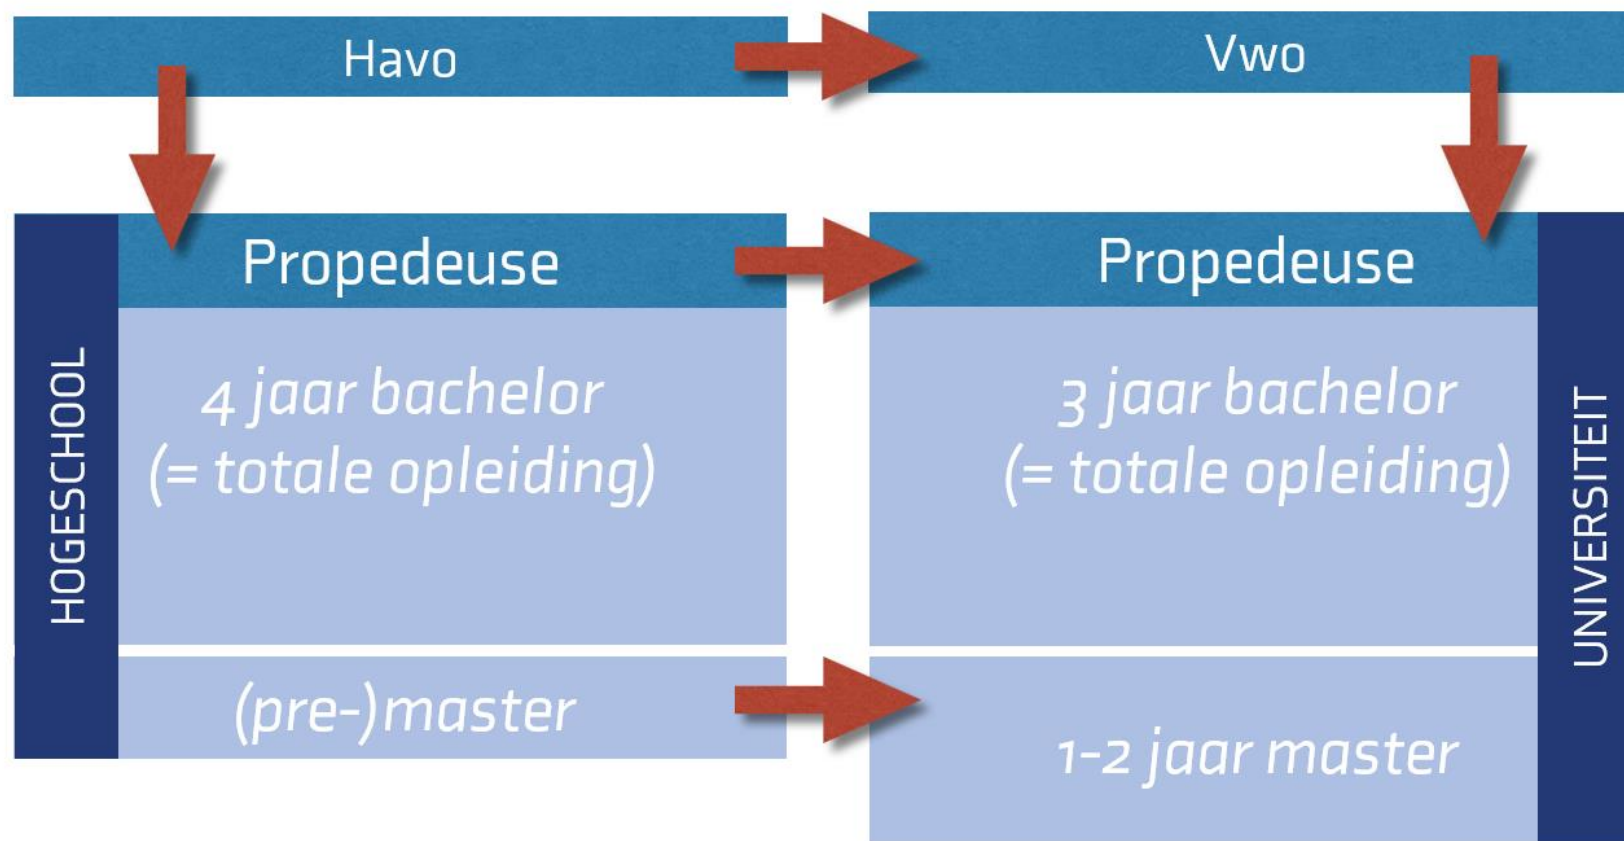 Havo
Vwo
HOGESCHOOL
Propedeuse
4 jaar bachelor
(= totale opleiding)
(pre-)master
Propedeuse
3 jaar bachelor
(= totale opleiding)
1-2 jaar master
UNIVERSITEIT